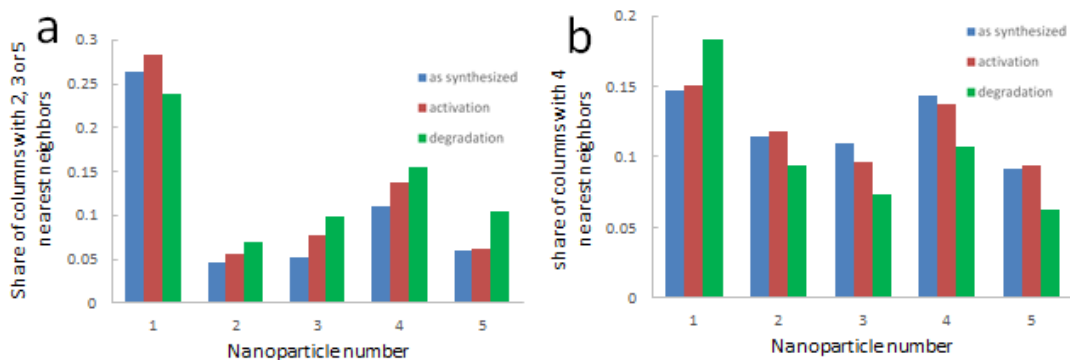 a
Share of columns with 2, 3 or 5
nearest neighbors
0.3
0.25
0.2
0.15
0.1
0.05
0
as synthesized
activation
degradation
1 2 3 4 5
Nanoparticle number
b
share of columns with 4
nearest neighbors
0.2
0.15
0.1
0.05
0
as synthesized
activation
degradation
1 2 3 4 5
Nanoparticle number